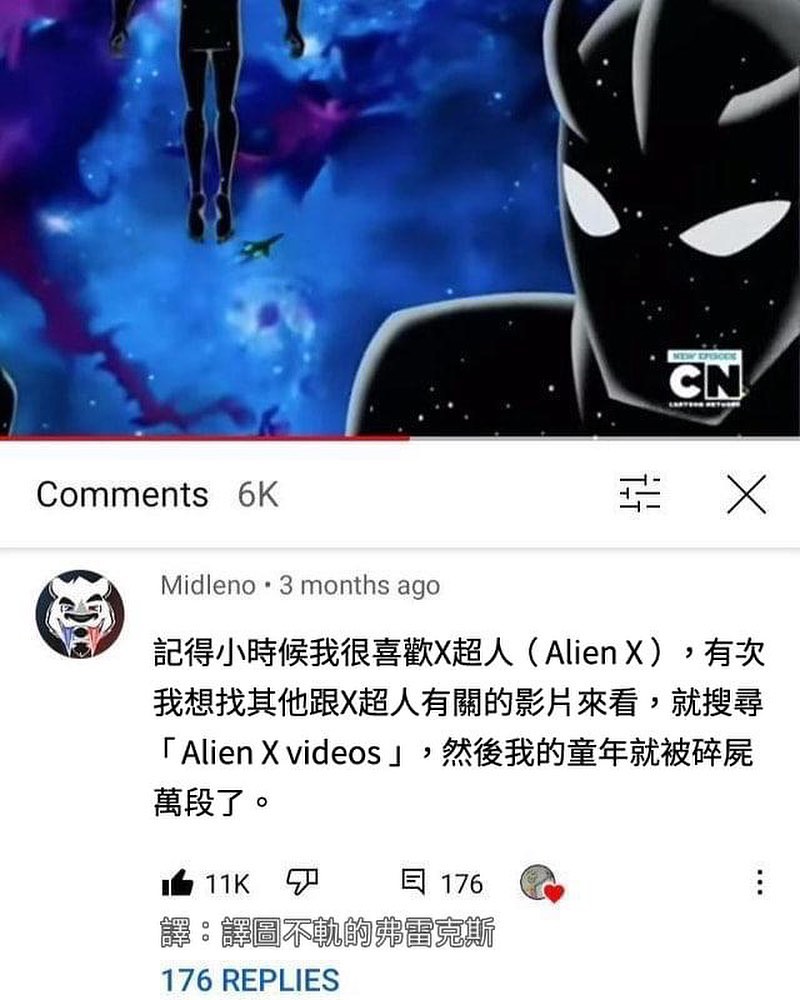 NEW EPISODE
CN
CARTOON NETWORK
Comments 6K
Midleno • 3 months ago
記得小時候我很喜歡X超人（Alien X），有次
我想找其他跟X超人有關的影片來看，就搜尋
「Alien X videos」，然後我的童年就被碎屍
萬段了。
11K 176
譯：譯圖不軌的弗雷克斯
176 REPLIES